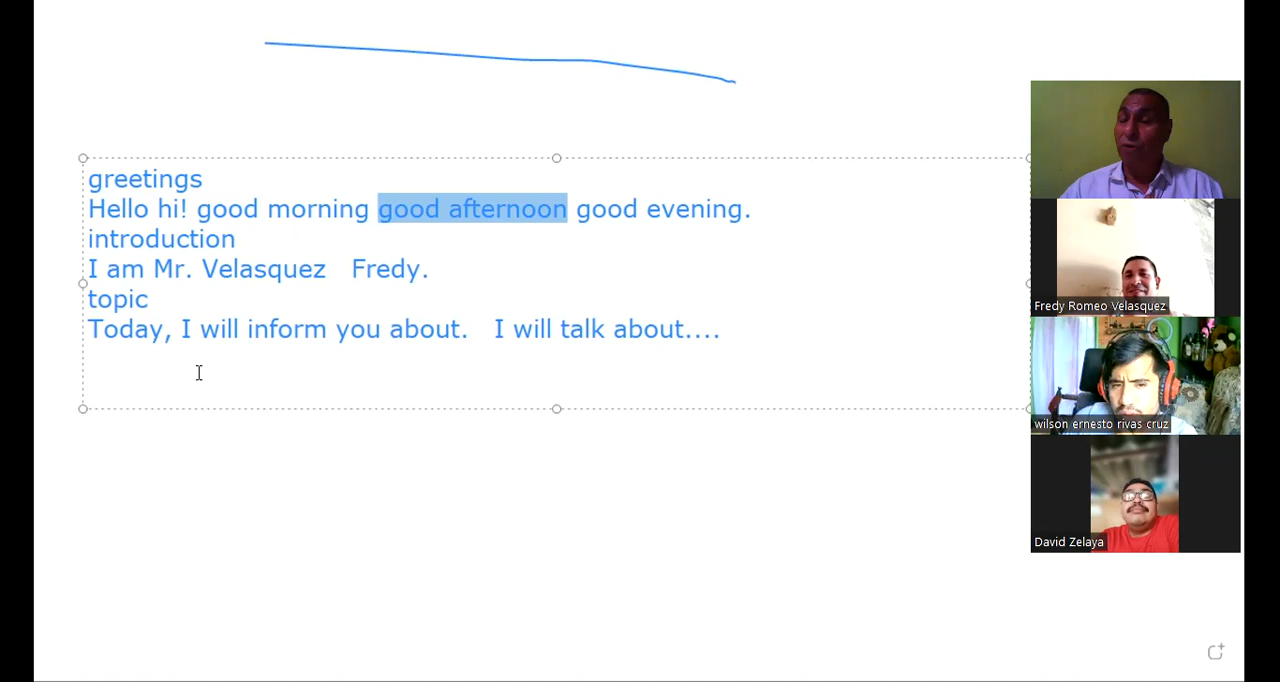 greetings
Hello hi! good morning good afternoon good evening.
introduction
I am Mr. Velasquez   Fredy.
topic
Today, I will inform you about.   I will talk about....
Fredy Romeo Velasquez
wilson ernesto rivas cruz
David Zelaya